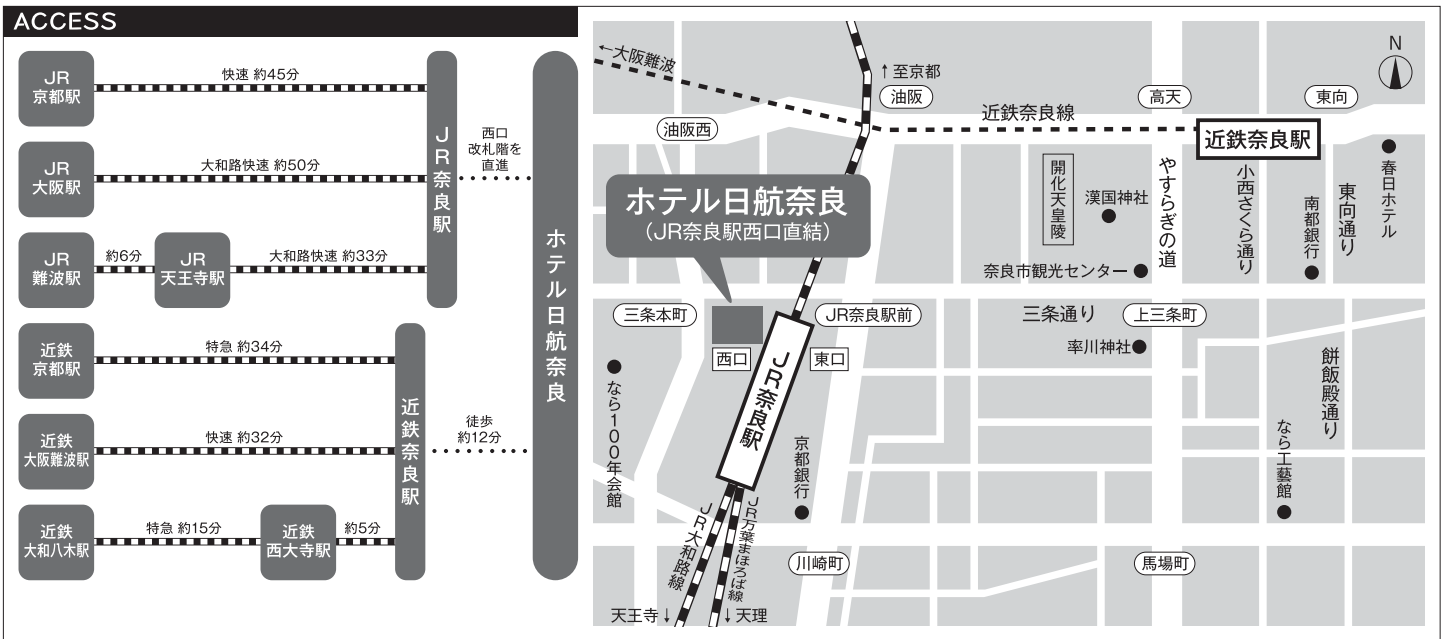 ACCESS
JR
京都駅
快速 約45分
JR
大阪駅
大和路快速 約50分
JR
難波駅
約6分
JR
天王寺駅
大和路快速 約33分
JR奈良駅
西口
改札階を
直進
近鉄
京都駅
特急 約34分
近鉄
大阪難波駅
快速 約32分
近鉄
大和八木駅
特急 約15分
近鉄
西大寺駅
約5分
近鉄奈良駅
徒歩
約12分
ホテル日航奈良
←大阪難波
↑至京都
油阪
高天
東向
N
油阪西
近鉄奈良線
近鉄奈良駅
ホテル日航奈良
(JR奈良駅西口直結)
開化天皇陵
漢国神社
やすらぎの道
小西さくら通り
南都銀行
東向通り
春日ホテル
奈良市観光センター
三条本町
JR奈良駅前
三条通り
上三条町
西口
東口
JR奈良駅
率川神社
餅飯殿通り
なら100年会館
京都銀行
なら工藝館
JR大和路線
JR万葉まほろば線
川崎町
馬場町
天王寺↓
↓天理